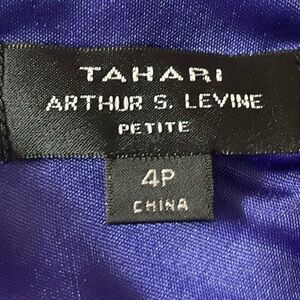 TAHARI
ARTHUR S. LEVINE
PETITE
4P
CHINA